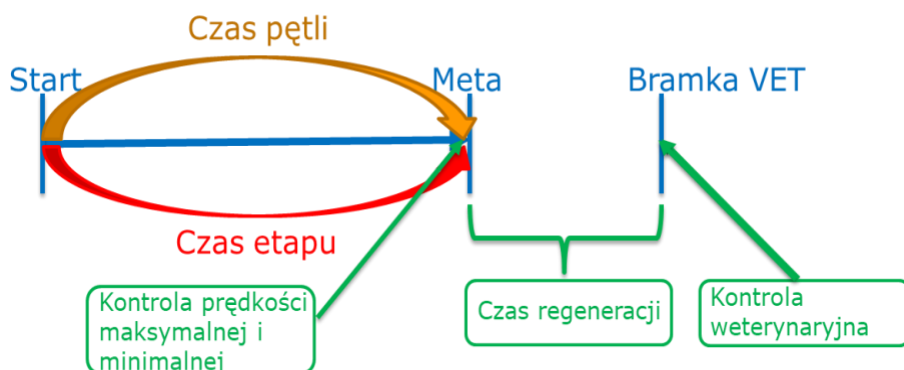 Czas pętli
Start
Meta
Bramka VET
Czas etapu
Kontrola prędkości
maksymalnej i
minimalnej
Czas regeneracji
Kontrola
weterynaryjna